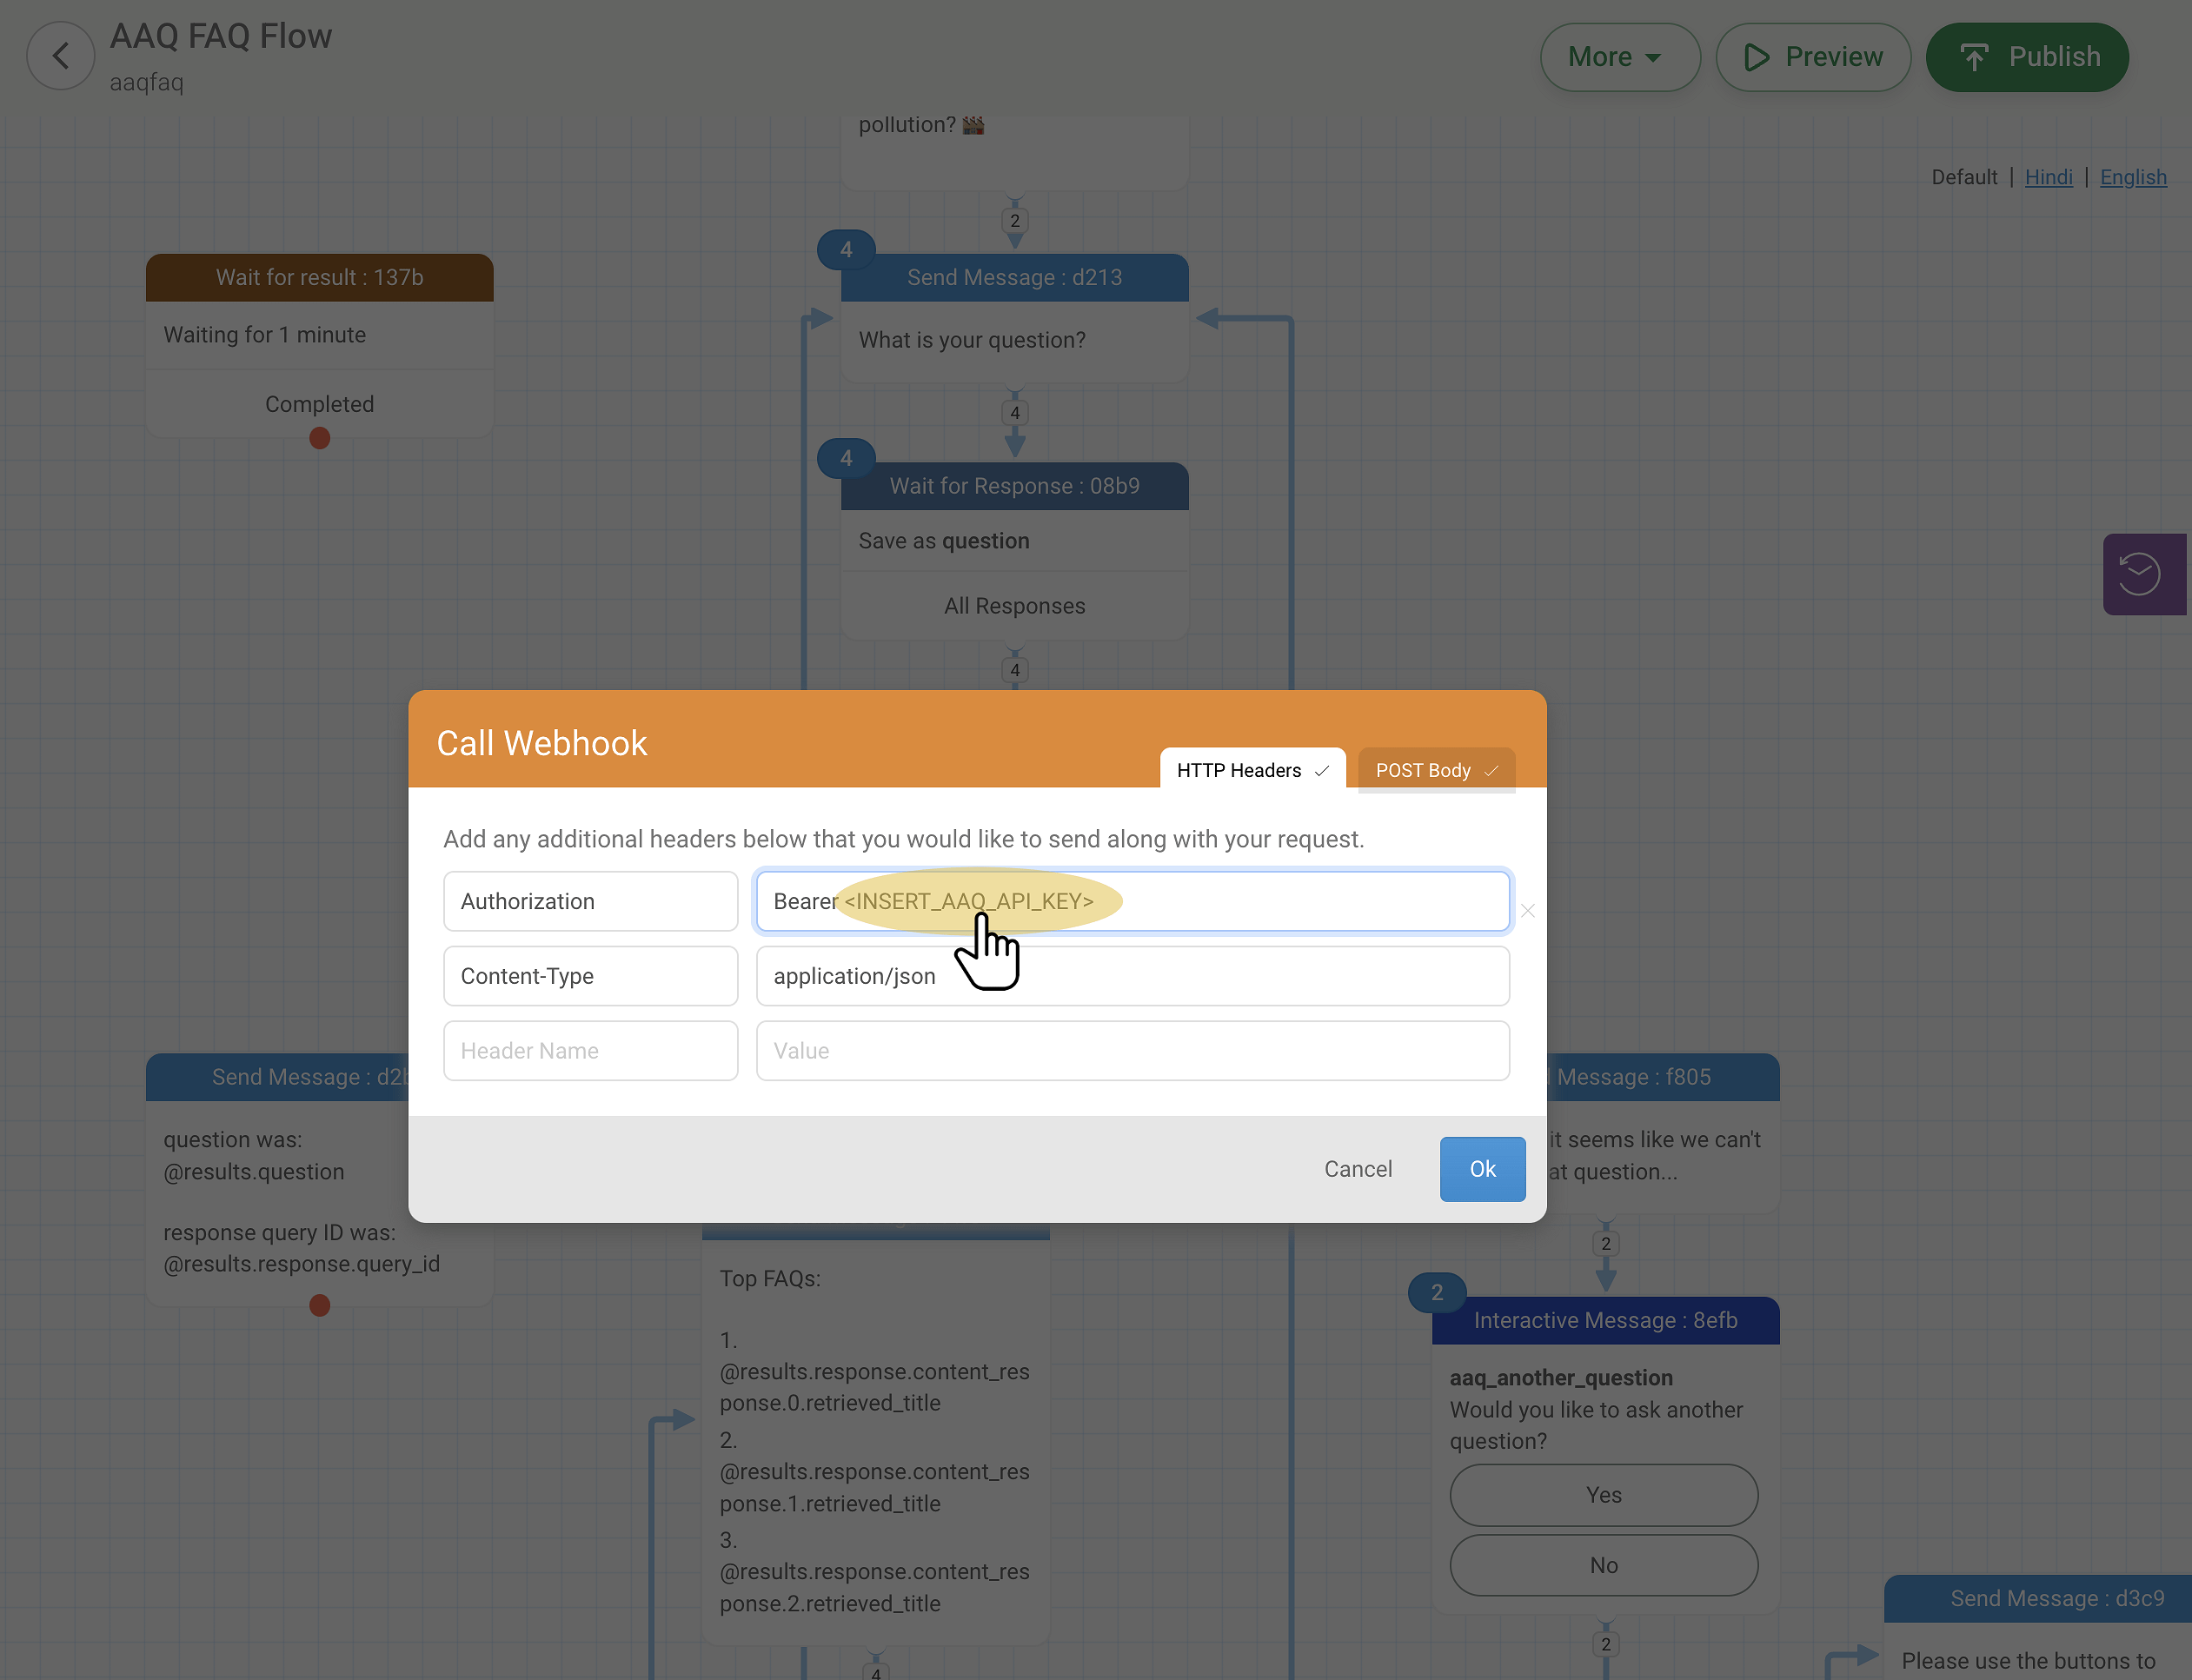 AAQ FAQ Flow
aaqfaq
More
Preview
Publish
Default | Hindi | English
pollution?
2
4
Send Message : d213
What is your question?
4
Wait for result : 137b
Waiting for 1 minute
Completed
4
Wait for Response : 08b9
Save as question
All Responses
4
Call Webhook
HTTP Headers
POST Body
Add any additional headers below that you would like to send along with your request.
Authorization
Bearer <INSERT_AAQ_API_KEY>
Content-Type
application/json
Header Name
Value
Cancel
Ok
Send Message : d2
question was:
@results.question
response query ID was:
@results.response.query_id
Top FAQs:
1.
@results.response.content_res
ponse.0.retrieved_title
2.
@results.response.content_res
ponse.1.retrieved_title
3.
@results.response.content_res
ponse.2.retrieved_title
4
Message : f805
it seems like we can't
at question...
2
2
Interactive Message : 8efb
aaq_another_question
Would you like to ask another
question?
Yes
No
2
Send Message : d3c9
Please use the buttons to